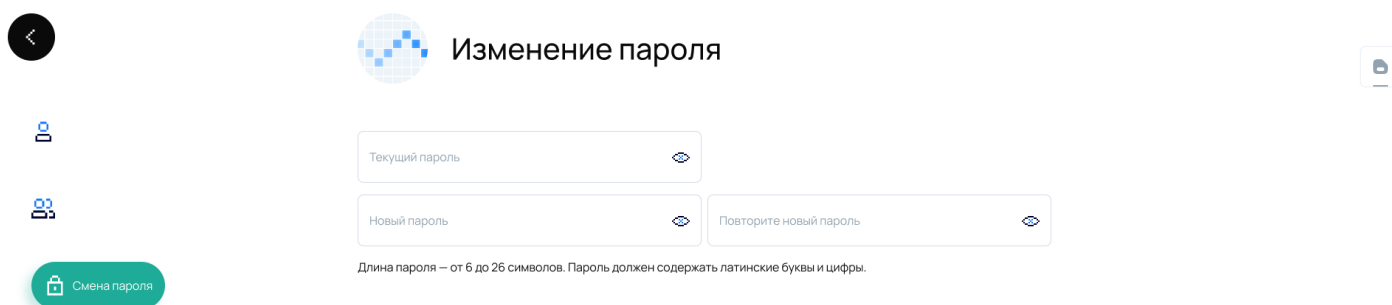 Изменение пароля
Текущий пароль
Новый пароль
Повторите новый пароль
Длина пароля — от 6 до 26 символов. Пароль должен содержать латинские буквы и цифры.
Смена пароля